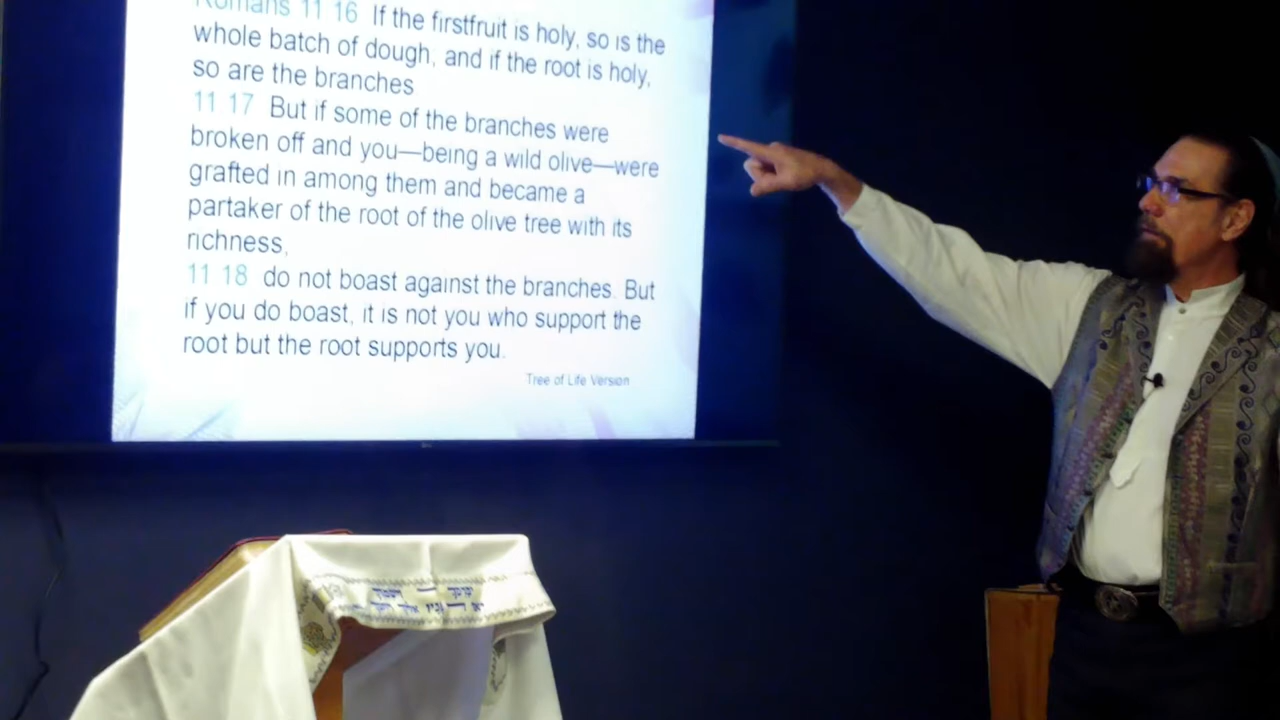 Romans 11 16 If the firstfruit is holy, so is the
whole batch of dough, and if the root is holy,
so are the branches
11 17 But if some of the branches were
broken off and you—being a wild olive—were
grafted in among them and became a
partaker of the root of the olive tree with its
richness,
11 18 do not boast against the branches. But
if you do boast, it is not you who support the
root but the root supports you.
Tree of Life Version